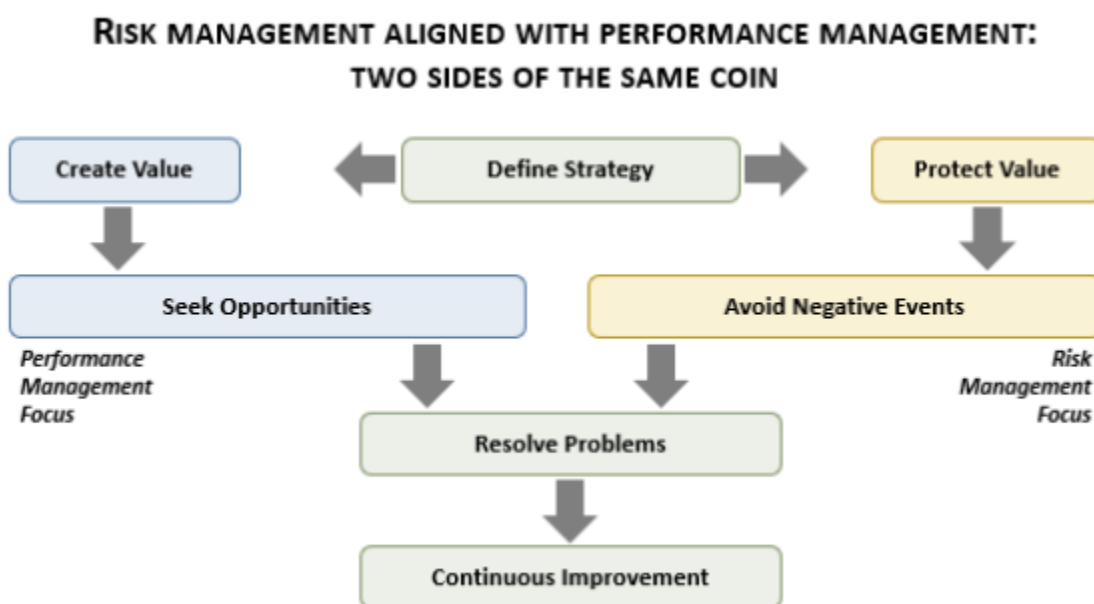 RISK MANAGEMENT ALIGNED WITH PERFORMANCE MANAGEMENT:
TWO SIDES OF THE SAME COIN
Create Value
Define Strategy
Protect Value
Seek Opportunities
Avoid Negative Events
Performance
Management
Focus
Risk
Management
Focus
Resolve Problems
Continuous Improvement